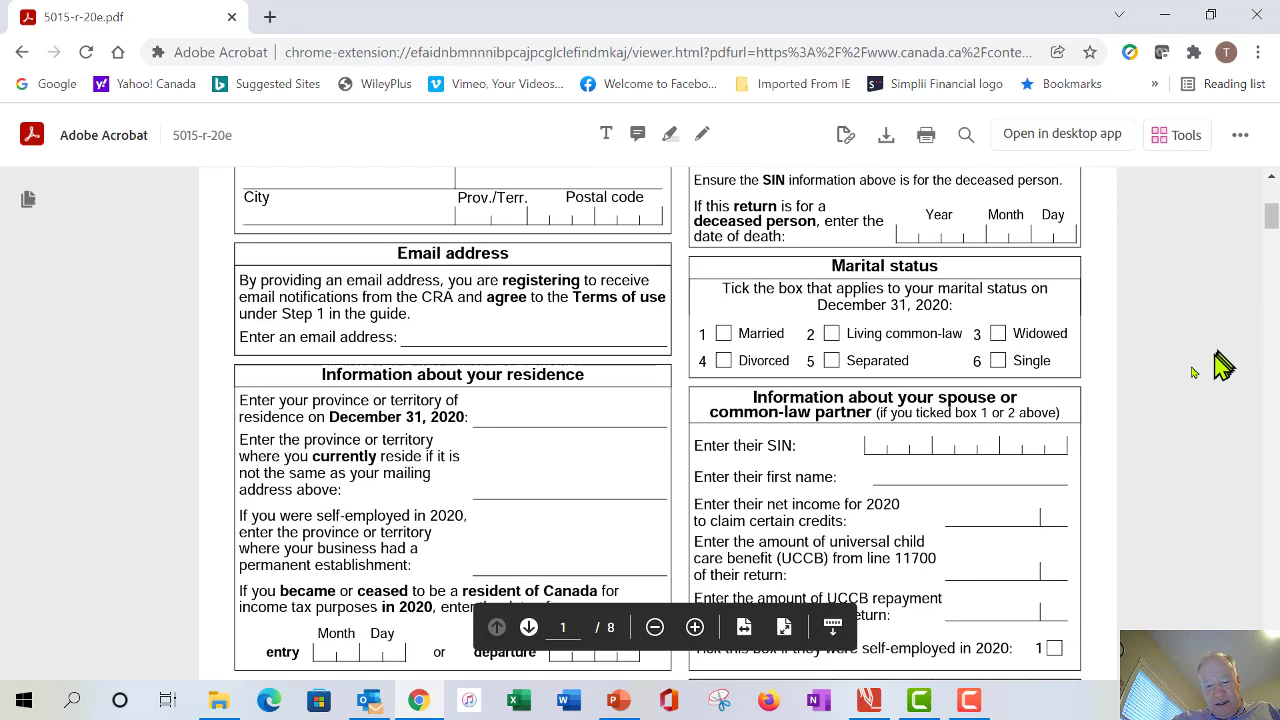 5015-r-20e.pdf
Adobe Acrobat
chrome-extension://efaidnbmnnnibpcajpcglclefindmkaj/viewer.html?pdfurl=https%3A%2F%2Fwww.canada.ca%2Fconte...
T
Google
Yahoo! Canada
Suggested Sites
WileyPlus
Vimeo, Your Videos...
Welcome to Facebo...
Imported From IE
Simplii Financial logo
Bookmarks
»
Reading list
Adobe Acrobat
5015-r-20e
Open in desktop app
Tools
City
Prov./Terr.
Postal code
Email address
By providing an email address, you are registering to receive
email notifications from the CRA and agree to the Terms of use
under Step 1 in the guide.
Enter an email address:
Information about your residence
Enter your province or territory of
residence on December 31, 2020:
Enter the province or territory
where you currently reside if it is
not the same as your mailing
address above:
If you were self-employed in 2020,
enter the province or territory
where your business had a
permanent establishment:
If you became or ceased to be a resident of Canada for
income tax purposes in 2020, enter
Month Day
entry
or
departure
Ensure the SIN information above is for the deceased person.
If this return is for a
deceased person, enter the
date of death:
Year Month Day
Marital status
Tick the box that applies to your marital status on
December 31, 2020:
1 Married 2 Living common-law 3 Widowed
4 Divorced 5 Separated 6 Single
Information about your spouse or
common-law partner (if you ticked box 1 or 2 above)
Enter their SIN:
Enter their first name:
Enter their net income for 2020
to claim certain credits:
Enter the amount of universal child
care benefit (UCCB) from line 11700
of their return:
Enter the amount of UCCB repayment
return:
Tick this box if they were self-employed in 2020: 1
1 / 8